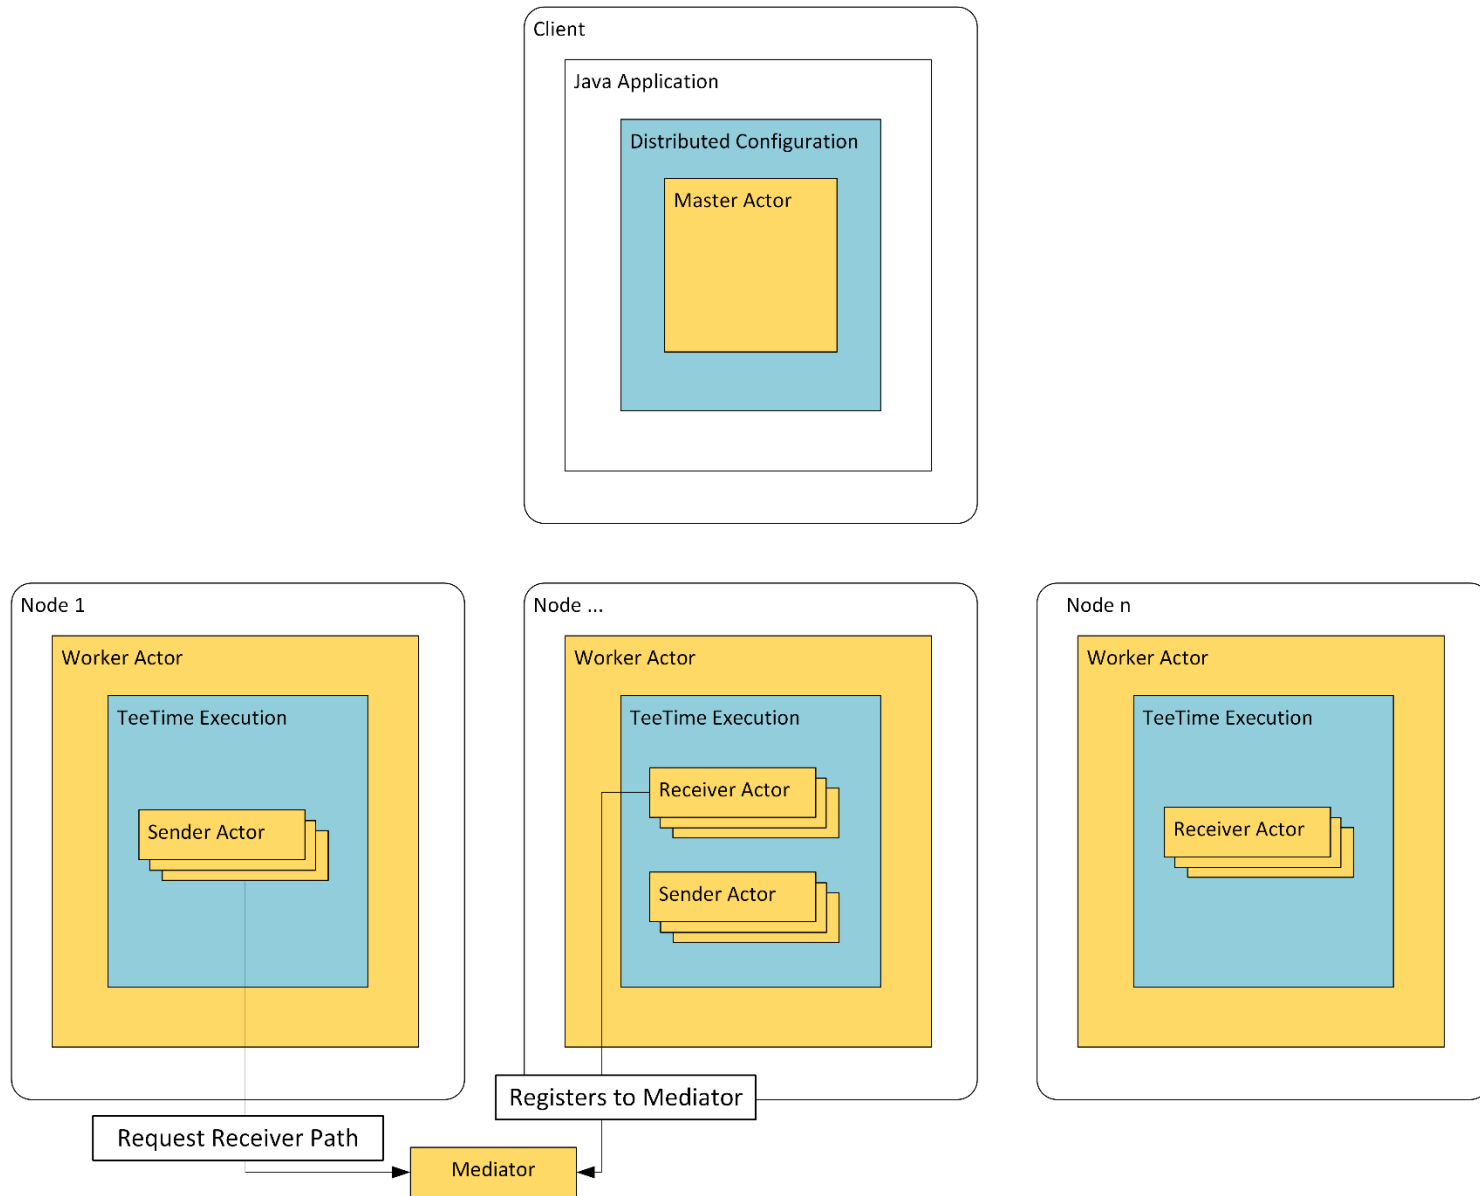 Client
Java Application
Distributed Configuration
Master Actor
Node 1
Worker Actor
TeeTime Execution
Sender Actor
Node ...
Worker Actor
TeeTime Execution
Receiver Actor
Sender Actor
Node n
Worker Actor
TeeTime Execution
Receiver Actor
Registers to Mediator
Request Receiver Path
Mediator